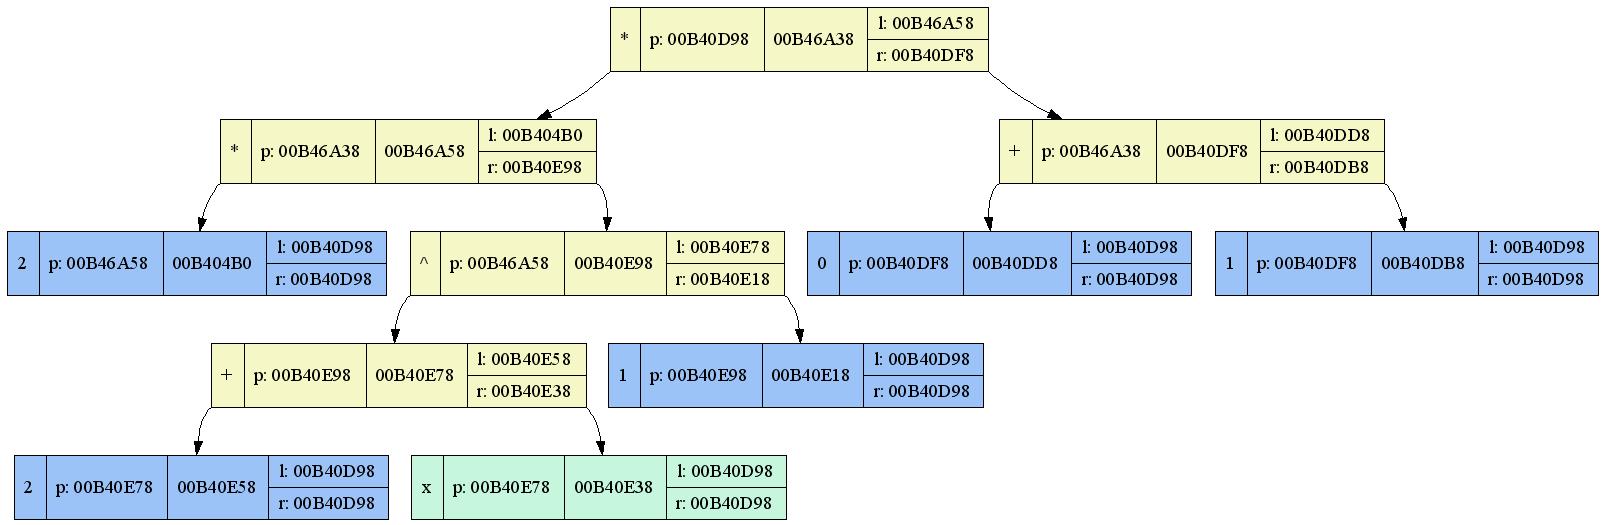 * p: 00B40D98 00B46A38 l: 00B46A58
r: 00B40DF8
* p: 00B46A38 00B46A58 l: 00B404B0
r: 00B40E98
+ p: 00B46A38 00B40DF8 l: 00B40DD8
r: 00B40DB8
2 p: 00B46A58 00B404B0 l: 00B40D98
r: 00B40D98
^ p: 00B46A58 00B40E98 l: 00B40E78
r: 00B40E18
0 p: 00B40DF8 00B40DD8 l: 00B40D98
r: 00B40D98
1 p: 00B40DF8 00B40DB8 l: 00B40D98
r: 00B40D98
+ p: 00B40E98 00B40E78 l: 00B40E58
r: 00B40E38
1 p: 00B40E98 00B40E18 l: 00B40D98
r: 00B40D98
2 p: 00B40E78 00B40E58 l: 00B40D98
r: 00B40D98
x p: 00B40E78 00B40E38 l: 00B40D98
r: 00B40D98